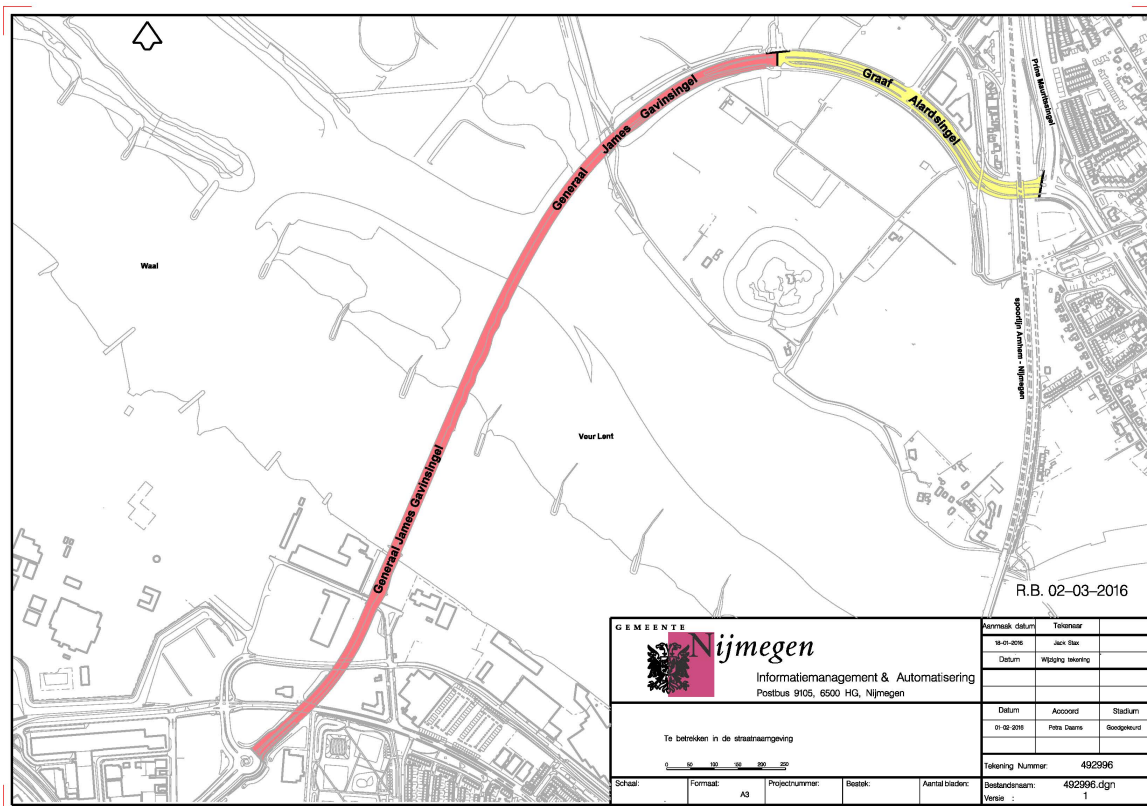 Generaal James Gavinsingel
Graaf Alardsingel
Prins Mauritssingel
Waal
spoorlijn Arnhem - Nijmegen
Veur Lent
Generaal James Gavinsingel
R.B. 02-03-2016
GEMEENTE
Nijmegen
Informatiemanagement & Automatisering
Postbus 9105, 6500 HG, Nijmegen
Aanmaak datum Tekenaar
18-01-2016 Jack Stax
Datum Wijziging tekening
Datum Accoord Stadium
01-02-2016 Petra Daams Goedgekeurd
Te betrekken in de straatnaamgeving
0 50 100 150 200 250
Tekening Nummer: 492996
Schaal: Formaat: Projectnummer: Bestek: Aantal bladen:
A3
Bestandsnaam: 492996.dgn
Versie : 1